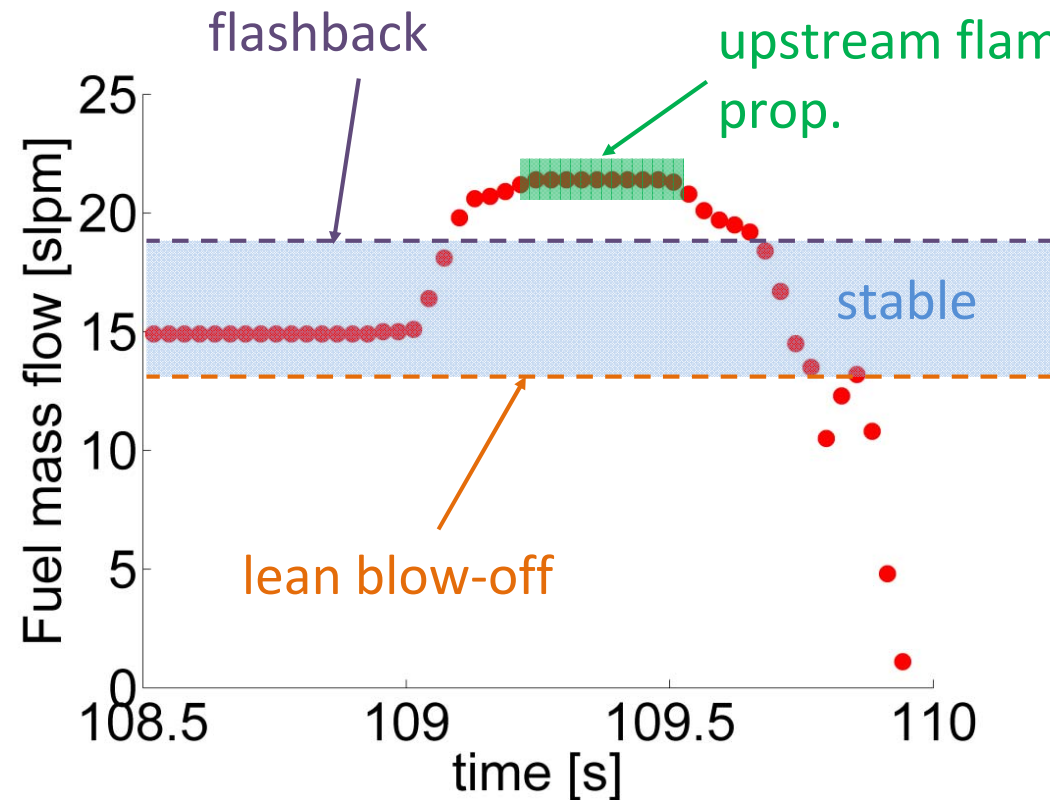 flashback
upstream flam
prop.
25
20
15
10
5
0
Fuel mass flow [slpm]
stable
lean blow-off
108.5
109
109.5
110
time [s]